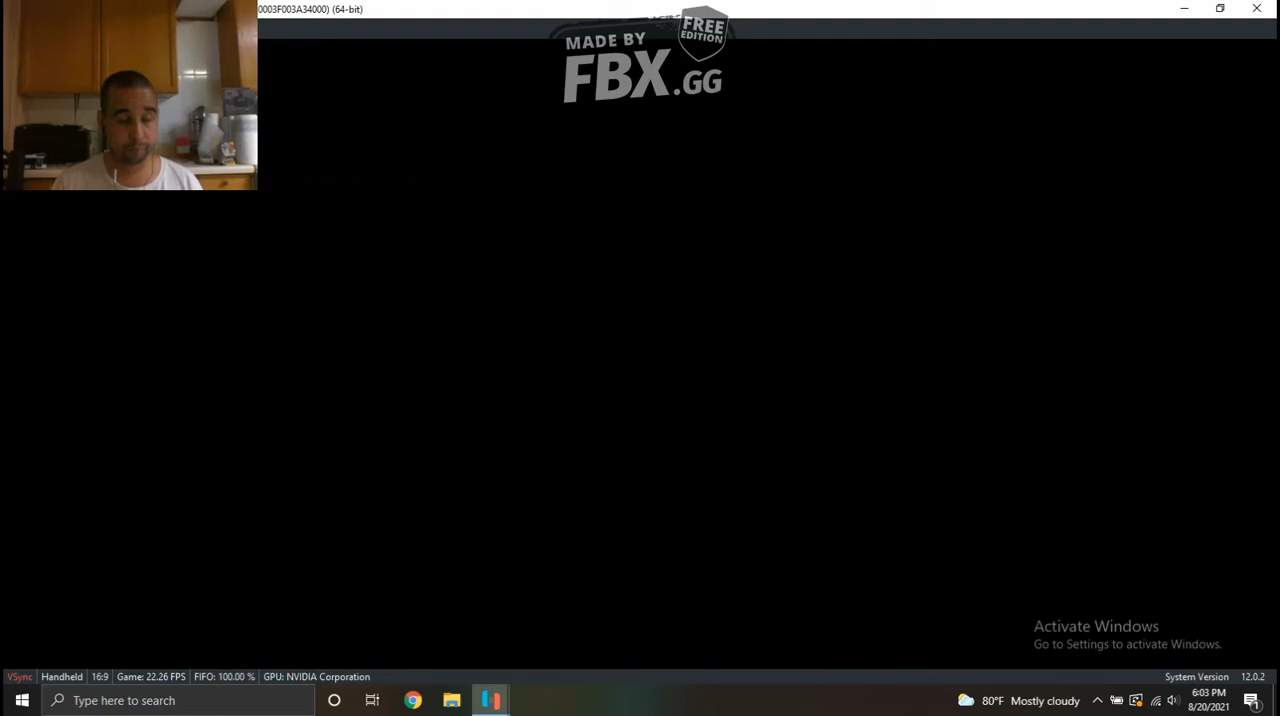 0003F003A34000) (64-bit)
MADE BY
FREE
EDITION
FBX.GG
Activate Windows
Go to Settings to activate Windows.
VSync Handheld 16:9 Game: 22.26 FPS FIFO: 100.00 % GPU: NVIDIA Corporation System Version 12.0.2
Type here to search
80°F Mostly cloudy
6:03 PM
8/20/2021
1